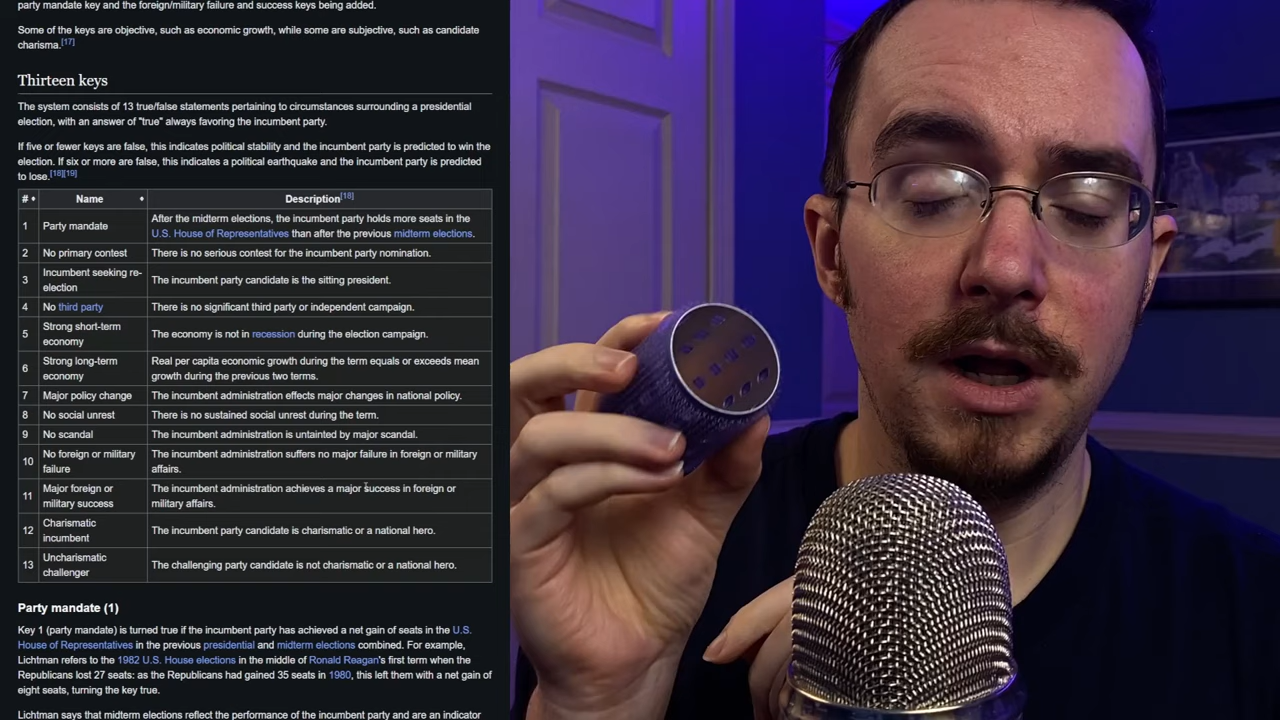 party mandate key and the foreign/military failure and success keys being added.
Some of the keys are objective, such as economic growth, while some are subjective, such as candidate
charisma.[17]
Thirteen keys
The system consists of 13 true/false statements pertaining to circumstances surrounding a presidential
election, with an answer of "true" always favoring the incumbent party.
If five or fewer keys are false, this indicates political stability and the incumbent party is predicted to win the
election. If six or more are false, this indicates a political earthquake and the incumbent party is predicted
to lose.[18][19]
# Name Description[18]
1 Party mandate After the midterm elections, the incumbent party holds more seats in the
U.S. House of Representatives than after the previous midterm elections.
2 No primary contest There is no serious contest for the incumbent party nomination.
3 Incumbent seeking re-
election The incumbent party candidate is the sitting president.
4 No third party There is no significant third party or independent campaign.
5 Strong short-term
economy The economy is not in recession during the election campaign.
6 Strong long-term
economy Real per capita economic growth during the term equals or exceeds mean
growth during the previous two terms.
7 Major policy change The incumbent administration effects major changes in national policy.
8 No social unrest There is no sustained social unrest during the term.
9 No scandal The incumbent administration is untainted by major scandal.
10 No foreign or military
failure The incumbent administration suffers no major failure in foreign or military
affairs.
11 Major foreign or
military success The incumbent administration achieves a major success in foreign or
military affairs.
12 Charismatic
incumbent The incumbent party candidate is charismatic or a national hero.
13 Uncharismatic
challenger The challenging party candidate is not charismatic or a national hero.
Party mandate (1)
Key 1 (party mandate) is turned true if the incumbent party has achieved a net gain of seats in the U.S.
House of Representatives in the previous presidential and midterm elections combined. For example,
Lichtman refers to the 1982 U.S. House elections in the middle of Ronald Reagan's first term when the
Republicans lost 27 seats: as the Republicans had gained 35 seats in 1980, this left them with a net gain of
eight seats, turning the key true.
Lichtman says that midterm elections reflect the performance of the incumbent party and are an indicator
1996